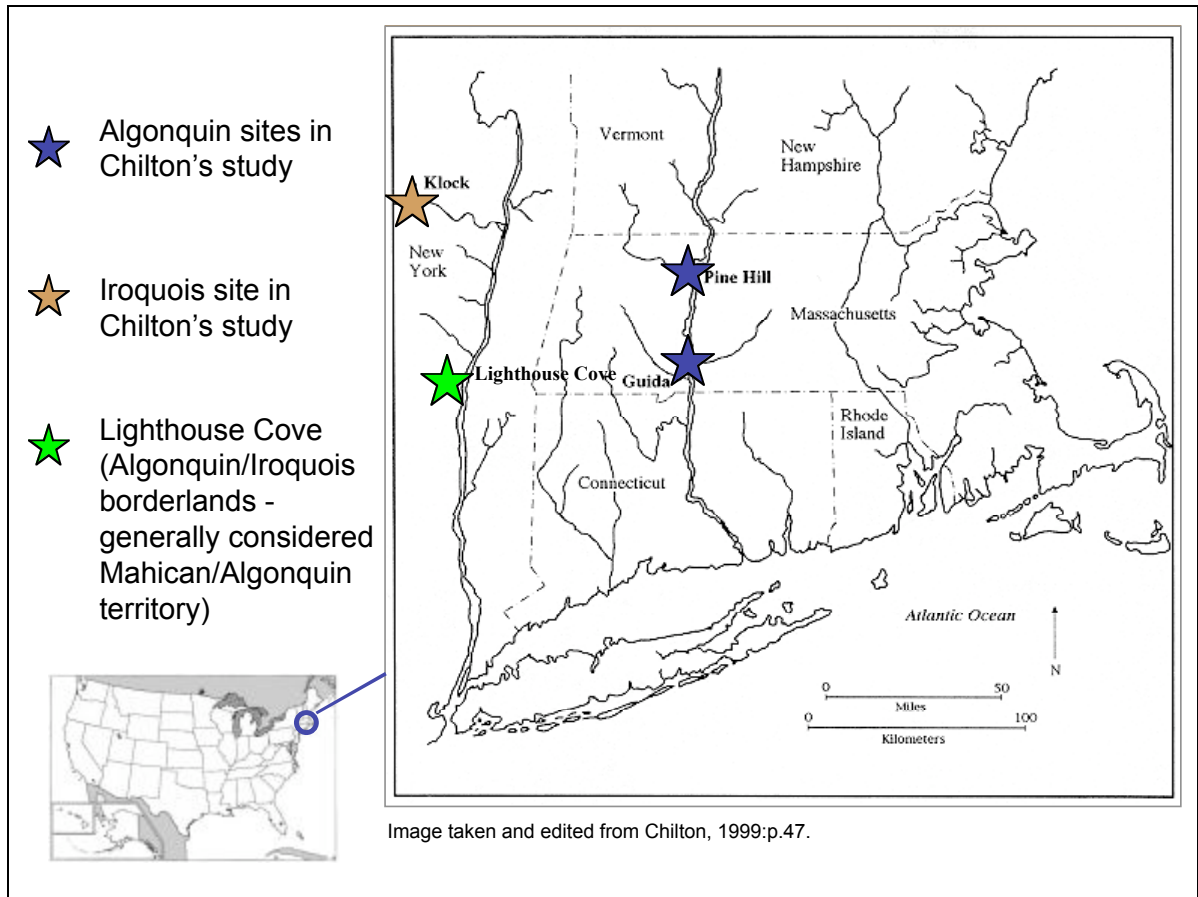 Algonquin sites in
Chilton's study
Iroquois site in
Chilton's study
Lighthouse Cove
(Algonquin/Iroquois
borderlands -
generally considered
Mahican/Algonquin
territory)
Vermont
New
Hampshire
Klock
New
York
Pine Hill
Massachusetts
Lighthouse Cove
Guida
Rhode
Island
Connecticut
Atlantic Ocean
N
0 50
Miles
0 100
Kilometers
Image taken and edited from Chilton, 1999:p.47.